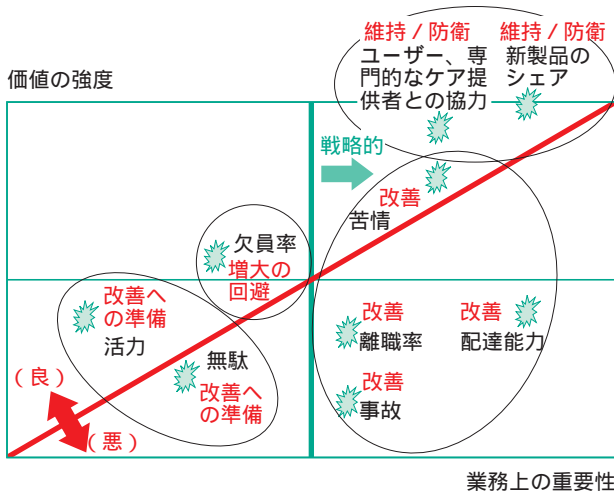 維持 / 防衛
ユーザー、専
門的なケア提
供者との協力
維持 / 防衛
新製品の
シェア
価値の強度
戦略的
改善
苦情
欠員率
増大の
回避
改善へ
の準備
活力
無駄
改善へ
の準備
改善
離職率
改善
配達能力
改善
事故
(良)
(悪)
業務上の重要性